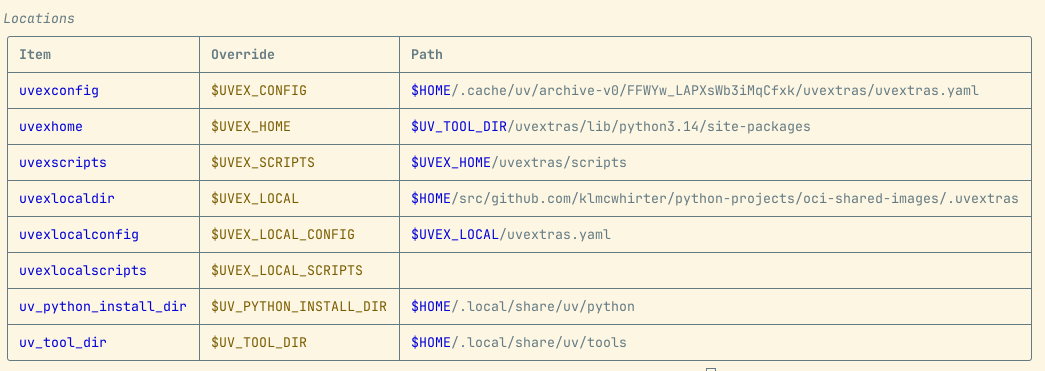 Locations
Item Override Path
uvexconfig $UVEX_CONFIG $HOME/.cache/uv/archive-v0/FFWYw_LAPXsWb3iMqCfxk/uvextras/uvextras.yaml
uvexhome $UVEX_HOME $UV_TOOL_DIR/uvextras/lib/python3.14/site-packages
uvexscripts $UVEX_SCRIPTS $UVEX_HOME/uvextras/scripts
uvexlocaldir $UVEX_LOCAL $HOME/src/github.com/klmcwhirter/python-projects/oci-shared-images/.uvextras
uvexlocalconfig $UVEX_LOCAL_CONFIG $UVEX_LOCAL/uvextras.yaml
uvexlocalscripts $UVEX_LOCAL_SCRIPTS
uv_python_install_dir $UV_PYTHON_INSTALL_DIR $HOME/.local/share/uv/python
uv_tool_dir $UV_TOOL_DIR $HOME/.local/share/uv/tools